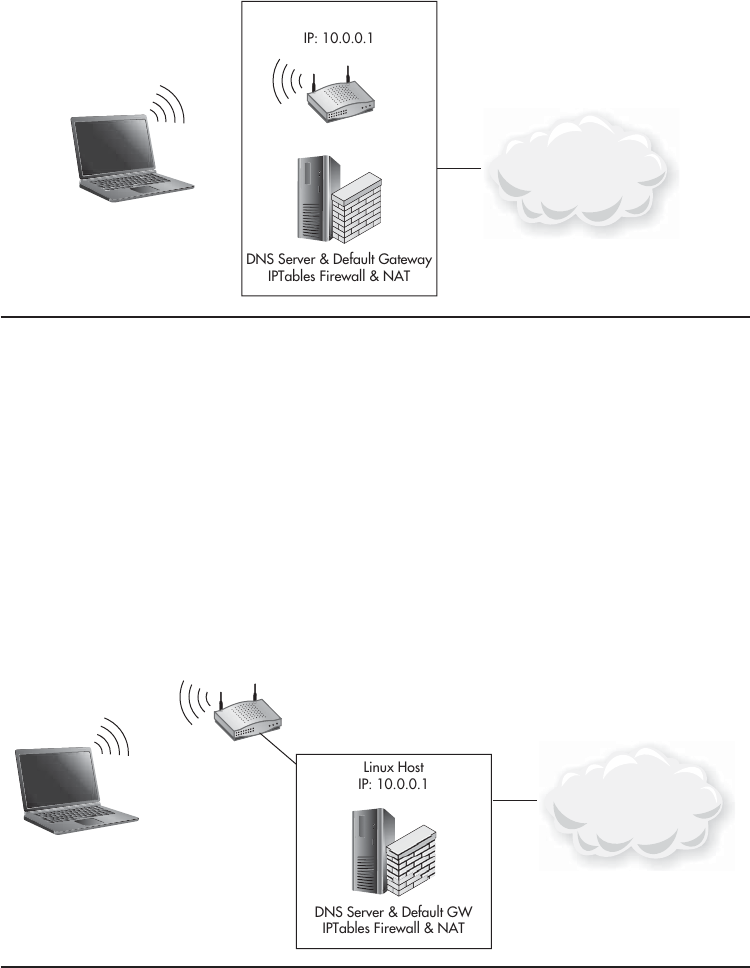 IP: 10.0.0.1
DNS Server & Default Gateway
IPTables Firewall & NAT
Linux Host
IP: 10.0.0.1
DNS Server & Default GW
IPTables Firewall & NAT